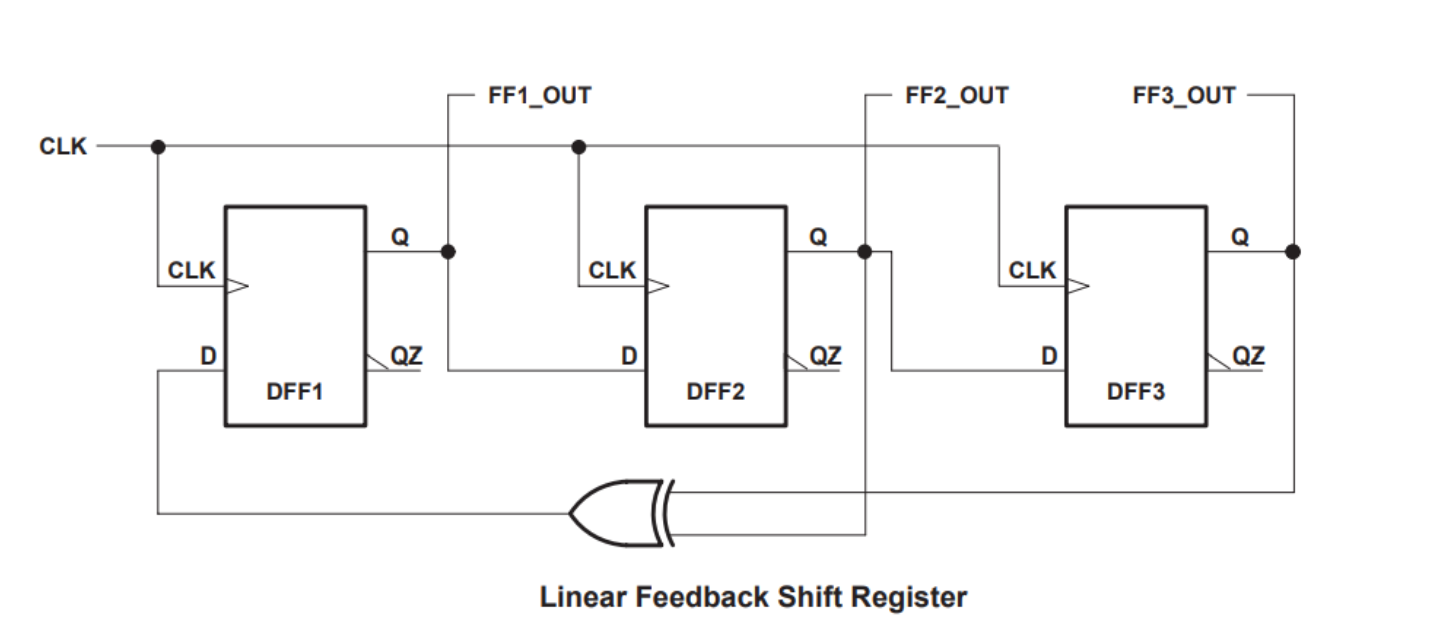 FF1_OUT FF2_OUT FF3_OUT
CLK
Q Q Q
CLK CLK CLK
D QZ D QZ D QZ
DFF1 DFF2 DFF3
Linear Feedback Shift Register